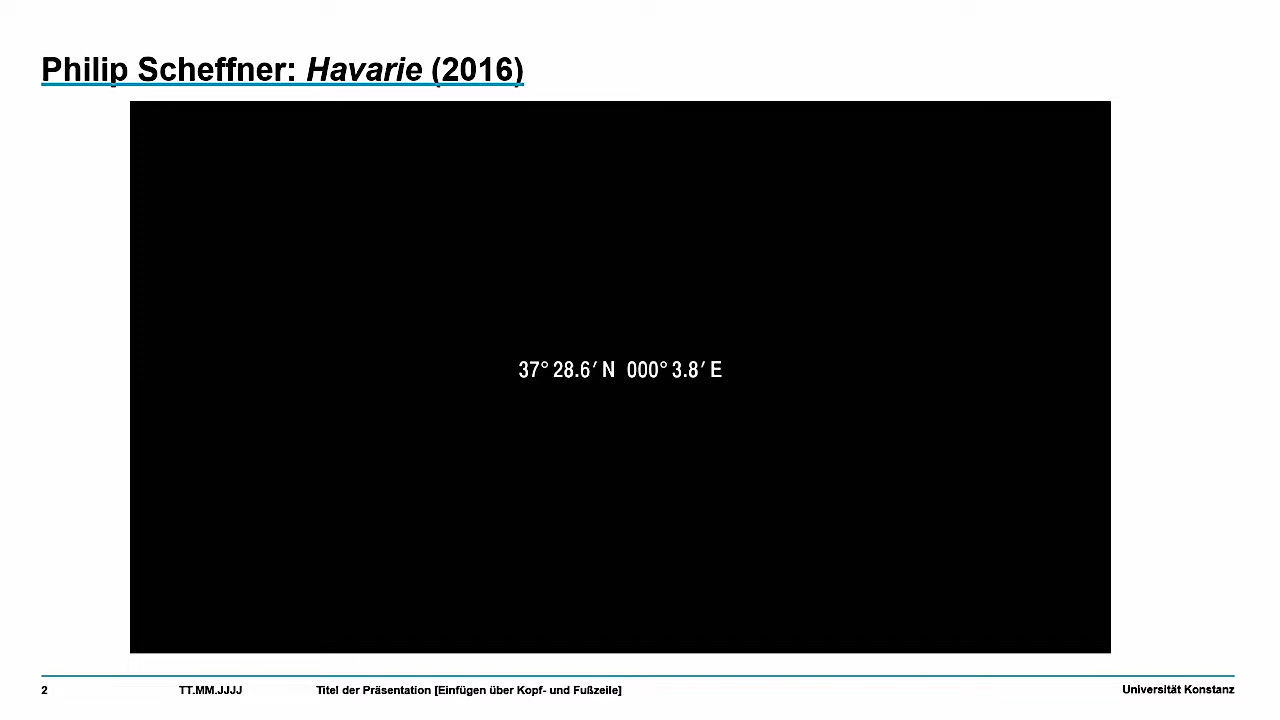 Philip Scheffner: Havarie (2016)
37° 28.6′ N 000° 3.8′ E
2 TT.MM.JJJJ Titel der Präsentation [Einfügen über Kopf- und Fußzeile] Universität Konstanz